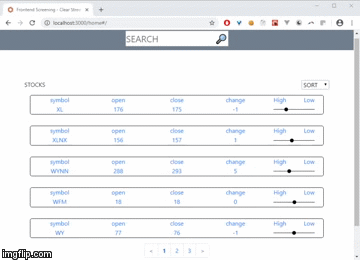 Frontend Screening - Clear Stre
localhost:3000/home#/
SEARCH
STOCKS
SORT
symbol open close change High Low
XL 176 175 -1
symbol open close change High Low
XLNX 156 157 1
symbol open close change High Low
WYNN 288 293 5
symbol open close change High Low
WFM 18 18 0
symbol open close change High Low
WY 77 76 -1
« 1 2 3 »
imgflip.com